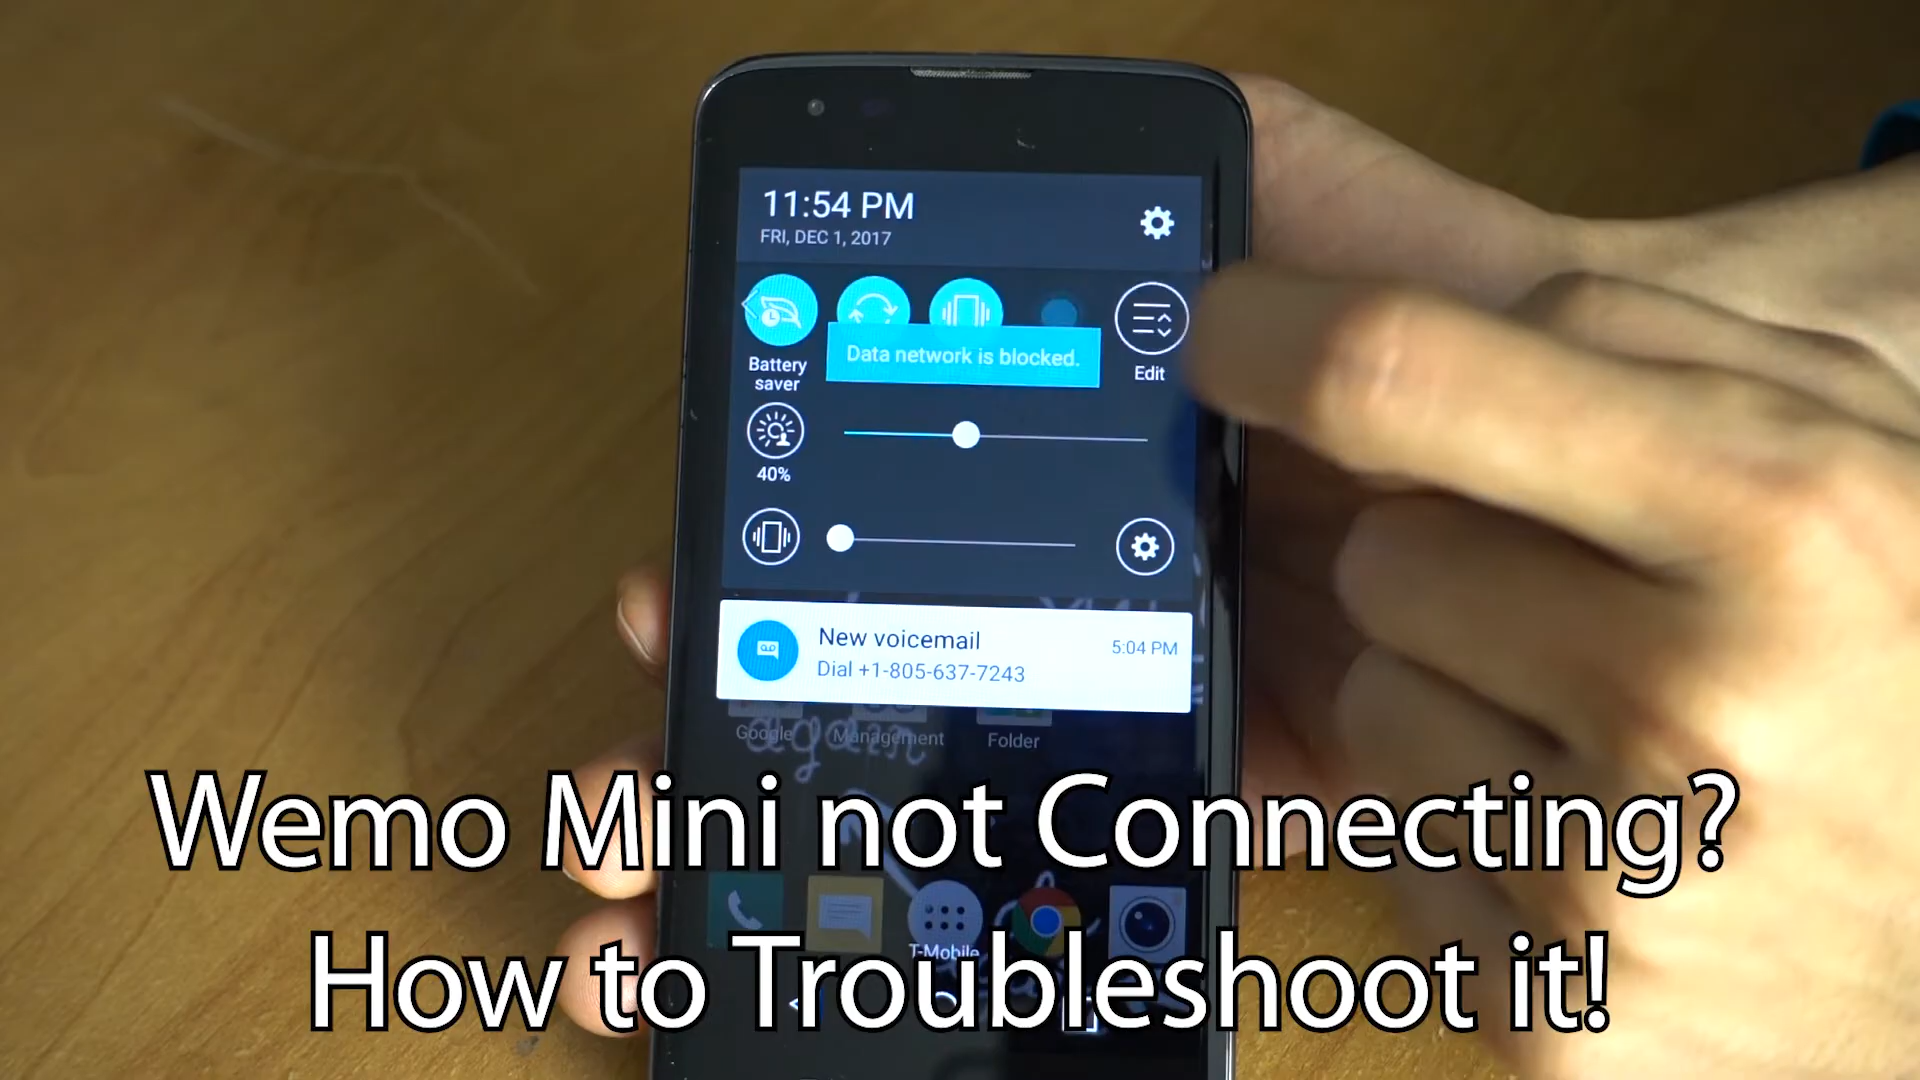 11:54 PM
FRI, DEC 1, 2017
Data network is blocked.
Battery
saver
Edit
40%
New voicemail
5:04 PM
Dial +1-805-637-7243
again
Google
Management
Folder
Wemo Mini not Connecting?
T-Mobile
How to Troubleshoot it!